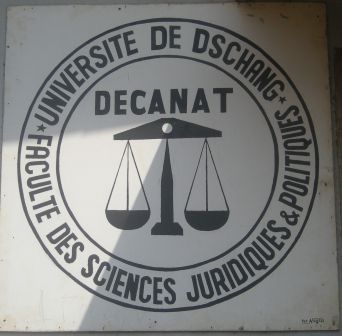 UNIVERSITE DE DSCHANG
DECANAT
FACULTE DES SCIENCES JURIDIQUES & POLITIQUES